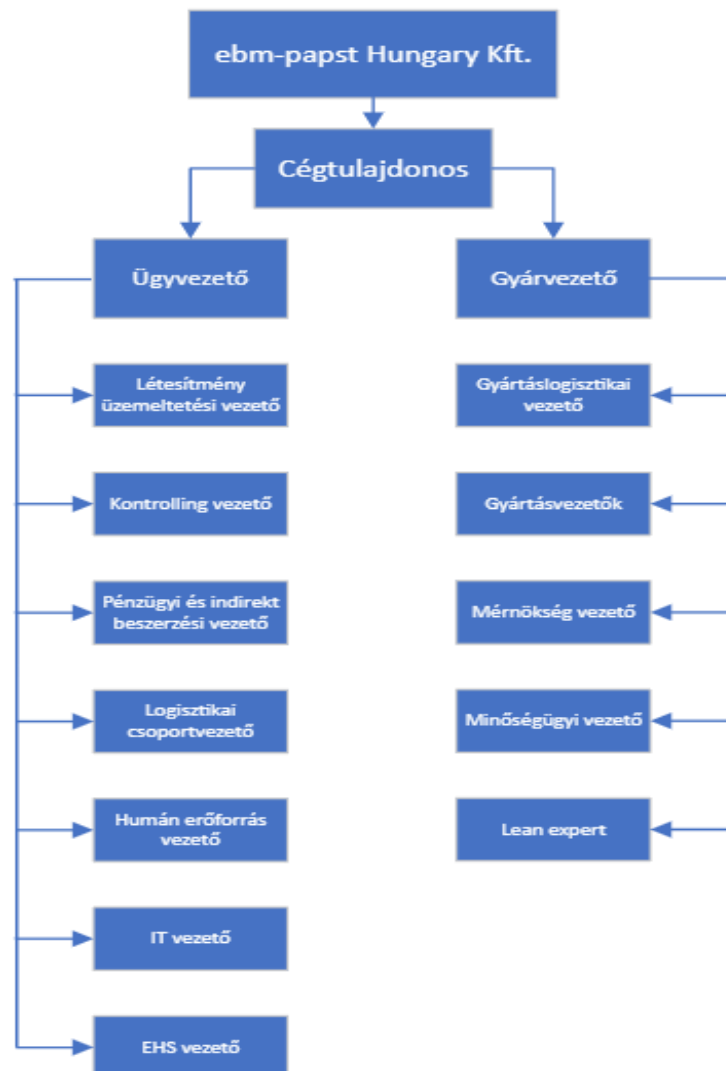 ebm-papst Hungary Kft.
Cégtulajdonos
Ügyvezető
Gyárvezető
Létesítmény
üzemeltetési vezető
Gyártáslogisztikai
vezető
Kontrolling vezető
Gyártásvezetők
Pénzügyi és indirekt
beszerzési vezető
Mérnökség vezető
Logisztikai
csoportvezető
Minőségügyi vezető
Humán erőforrás
vezető
Lean expert
IT vezető
EHS vezető